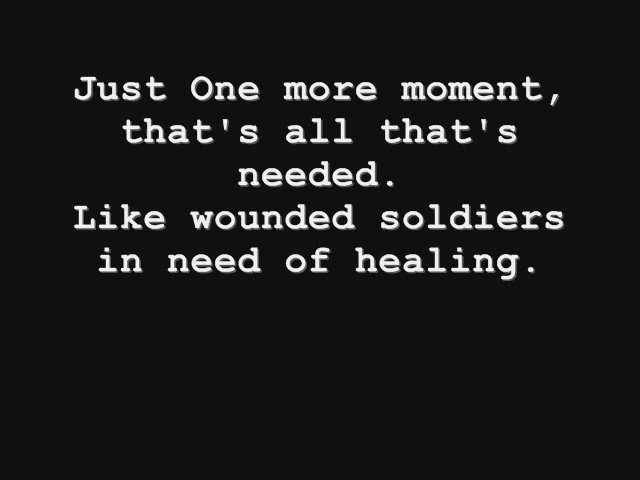 Just One more moment,
that's all that's
needed.
Like wounded soldiers
in need of healing.